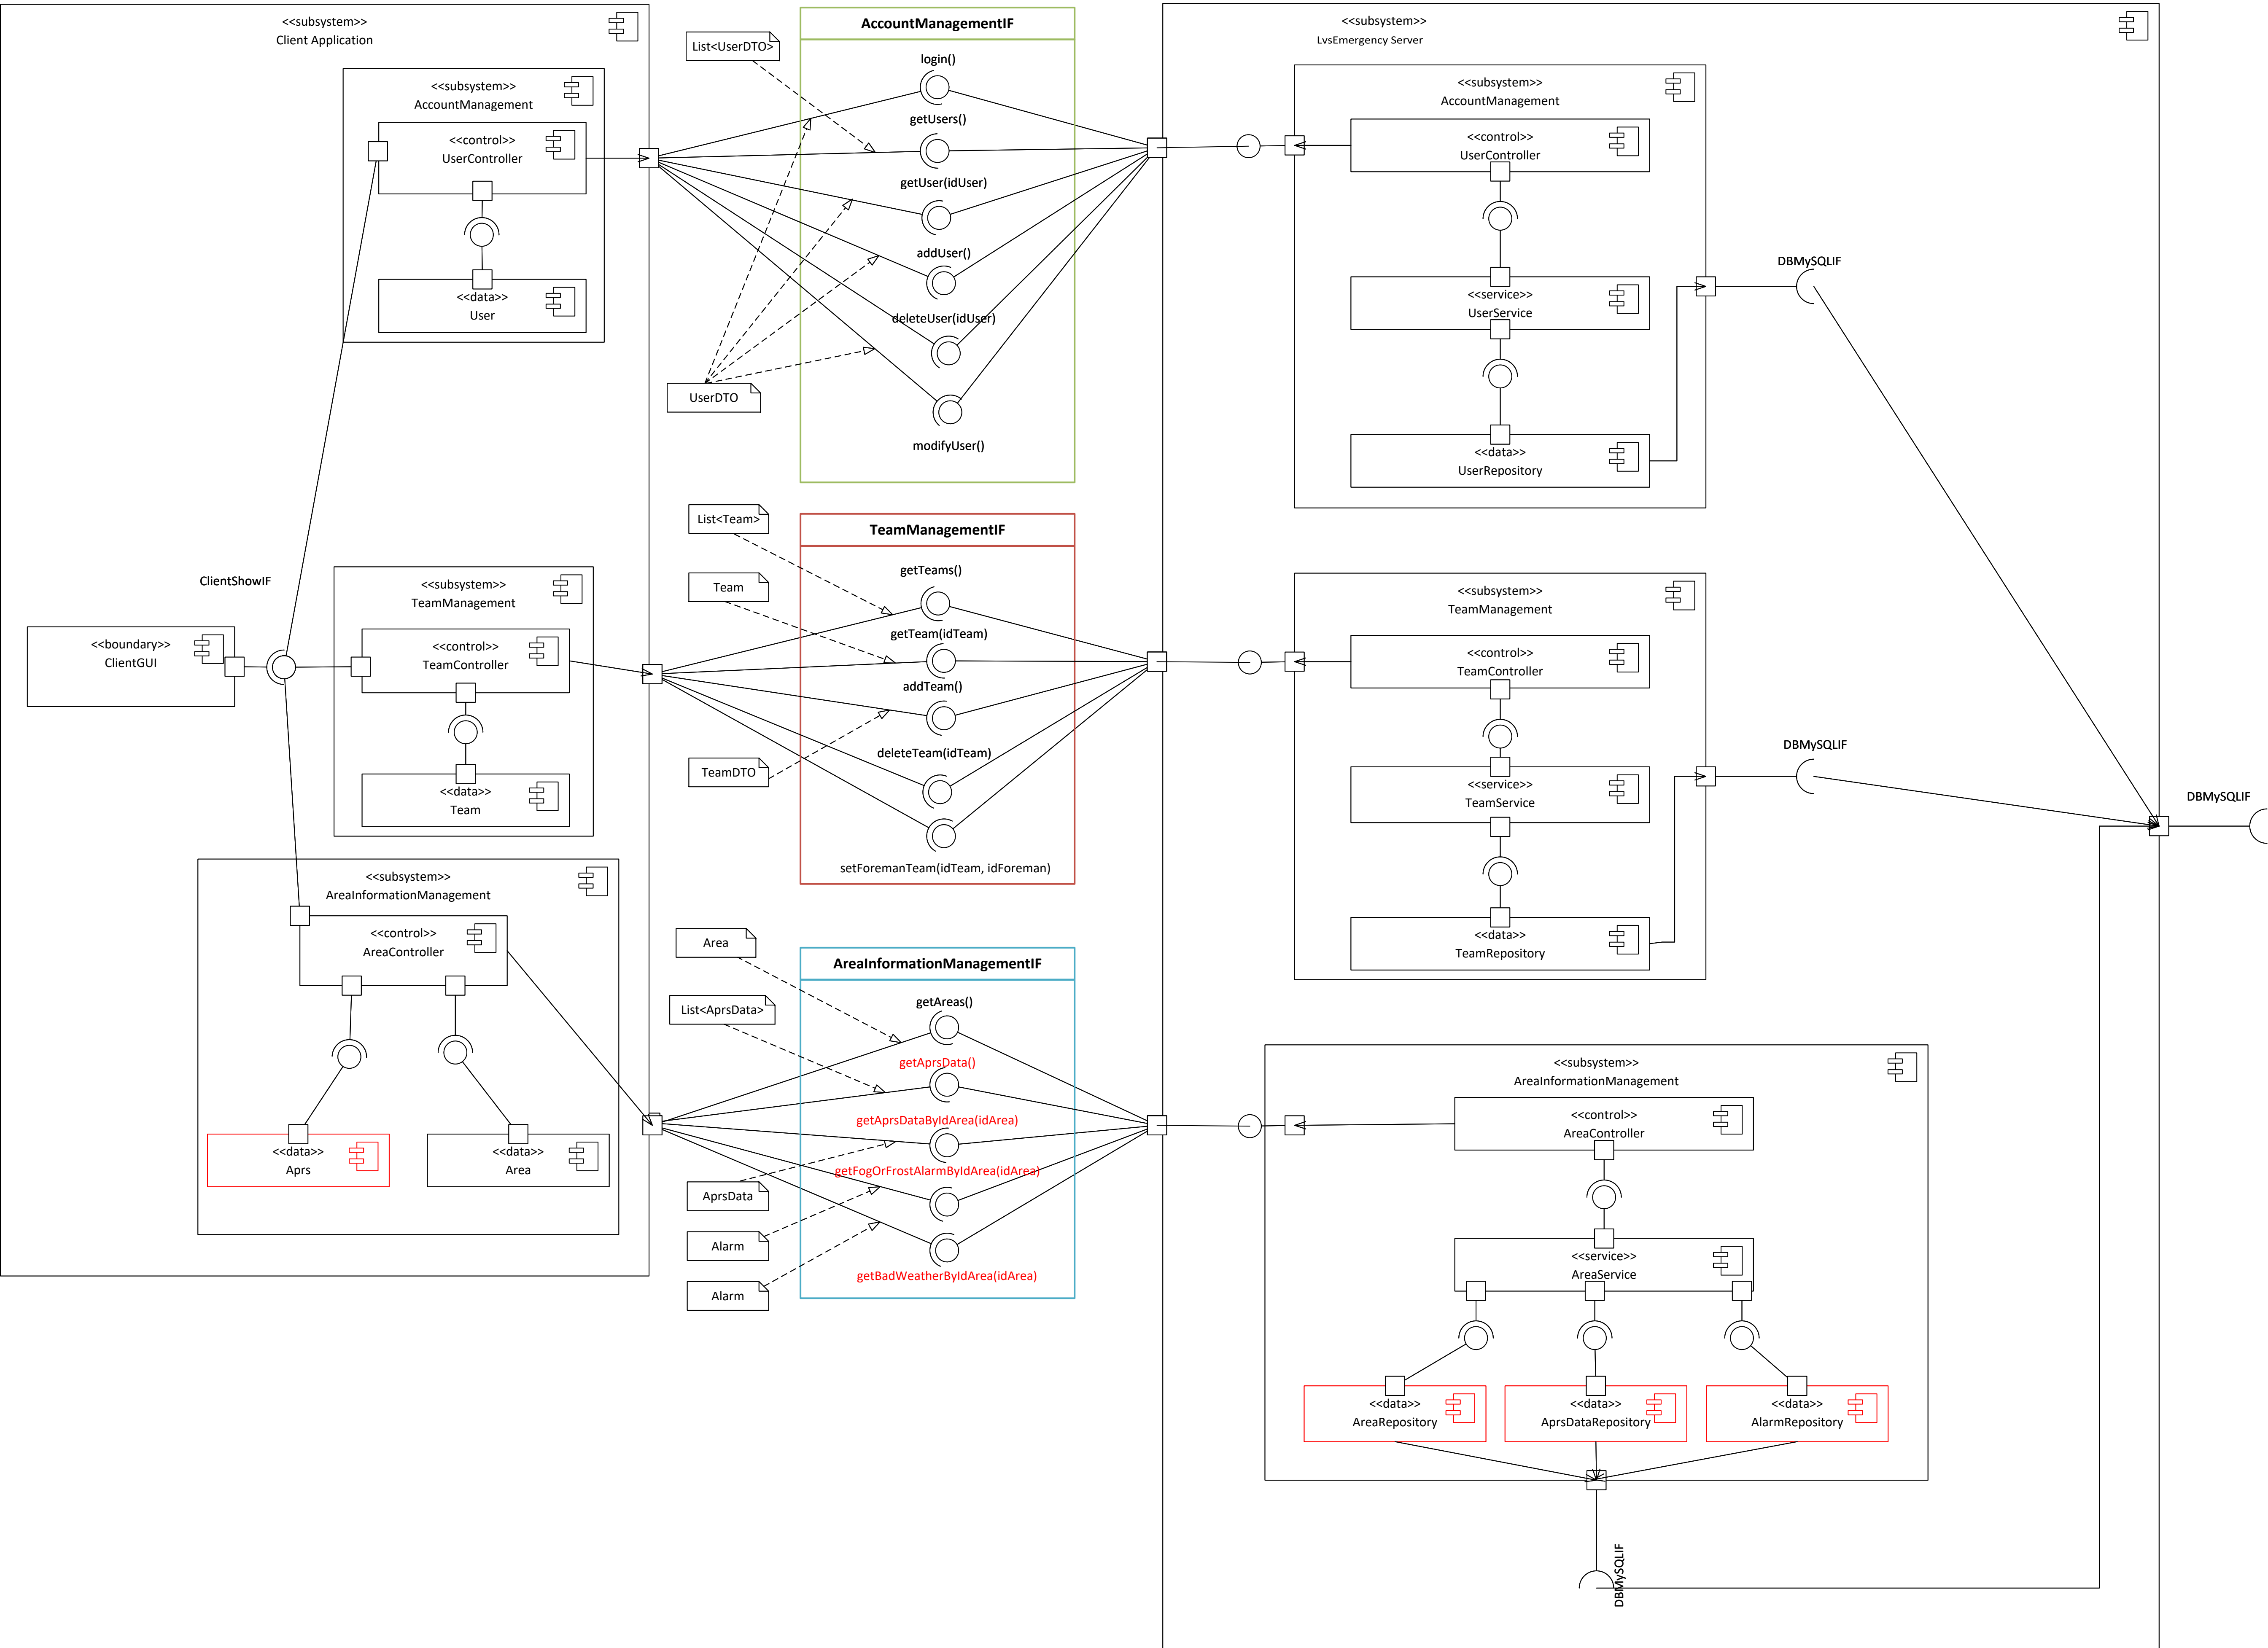 <<subsystem>>
Client Application
<<subsystem>>
AccountManagement
<<control>>
UserController
<<data>>
User
ClientShowIF
<<boundary>>
ClientGUI
<<subsystem>>
TeamManagement
<<control>>
TeamController
<<data>>
Team
<<subsystem>>
AreaInformationManagement
<<control>>
AreaController
<<data>>
Aprs
<<data>>
Area
List<UserDTO>
UserDTO
AccountManagementIF
login()
getUsers()
getUser(idUser)
addUser()
deleteUser(idUser)
modifyUser()
List<Team>
Team
TeamDTO
TeamManagementIF
getTeams()
getTeam(idTeam)
addTeam()
deleteTeam(idTeam)
setForemanTeam(idTeam, idForeman)
Area
List<AprsData>
AprsData
Alarm
Alarm
AreaInformationManagementIF
getAreas()
getAprsData()
getAprsDataByIdArea(idArea)
getFogOrFrostAlarmByIdArea(idArea)
getBadWeatherByIdArea(idArea)
<<subsystem>>
LvsEmergency Server
<<subsystem>>
AccountManagement
<<control>>
UserController
<<service>>
UserService
<<data>>
UserRepository
DBMySQLIF
<<subsystem>>
TeamManagement
<<control>>
TeamController
<<service>>
TeamService
<<data>>
TeamRepository
DBMySQLIF
DBMySQLIF
<<subsystem>>
AreaInformationManagement
<<control>>
AreaController
<<service>>
AreaService
<<data>>
AreaRepository
<<data>>
AprsDataRepository
<<data>>
AlarmRepository
DBMySQLIF